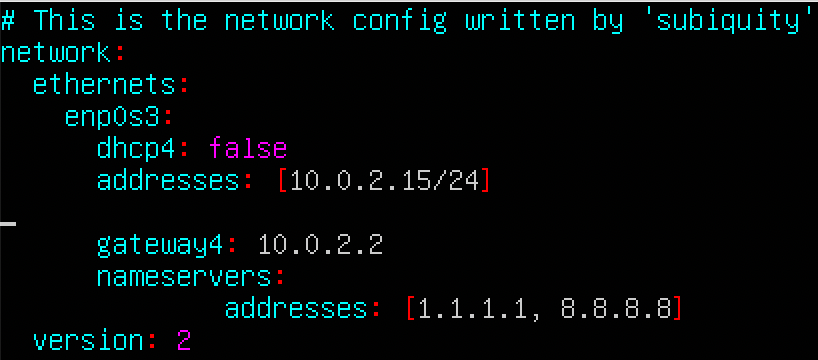 # This is the network config written by 'subiquity'
network:
  ethernets:
    enp0s3:
      dhcp4: false
      addresses: [10.0.2.15/24]

      gateway4: 10.0.2.2
      nameservers:
              addresses: [1.1.1.1, 8.8.8.8]
  version: 2